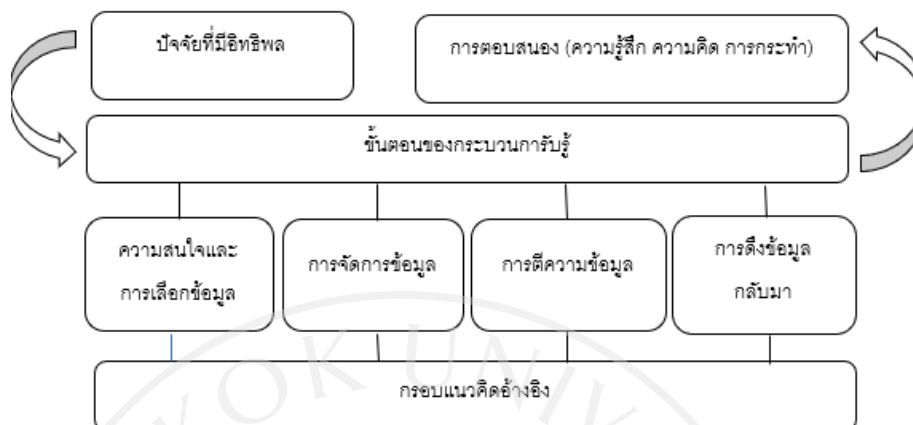 ปัจจัยที่มีอิทธิพล
การตอบสนอง (ความรู้สึก ความคิด การกระทำ)
ขั้นตอนของกระบวนการับรู้
ความสนใจและ
การเลือกข้อมูล
การจัดการข้อมูล
การตีความข้อมูล
การดึงข้อมูล
กลับมา
กรอบแนวคิดอ้างอิง
KOK UNIV